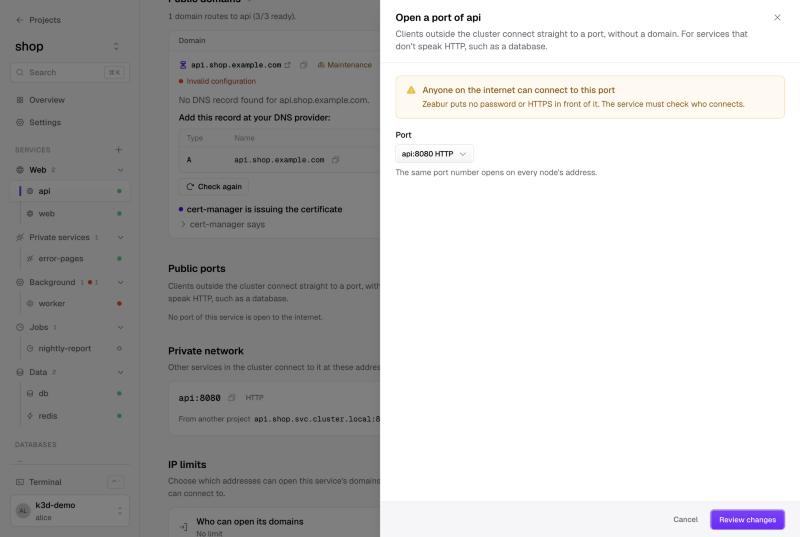 Projects
shop
Search
⌘K
Overview
Settings
SERVICES
Web 2
api
web
Private services 1
error-pages
Background 1 1
worker
Jobs 1
nightly-report
Data 2
db
redis
DATABASES
Terminal
AL
k3d-demo
alice
1 domain routes to api (3/3 ready).
Domain
api.shop.example.com
Maintenance
Invalid configuration
No DNS record found for api.shop.example.com.
Add this record at your DNS provider:
Type Name
A api.shop.example.com
Check again
cert-manager is issuing the certificate
cert-manager says
Public ports
Clients outside the cluster connect straight to a port, with
speak HTTP, such as a database.
No port of this service is open to the internet.
Private network
Other services in the cluster connect to it at these addres
api:8080 HTTP
From another project api.shop.svc.cluster.local:8
IP limits
Choose which addresses can open this service's domains
can connect to.
Who can open its domains
No limit
Open a port of api
Clients outside the cluster connect straight to a port, without a domain. For services that
don't speak HTTP, such as a database.
Anyone on the internet can connect to this port
Zeabur puts no password or HTTPS in front of it. The service must check who connects.
Port
api:8080 HTTP
The same port number opens on every node's address.
Cancel
Review changes